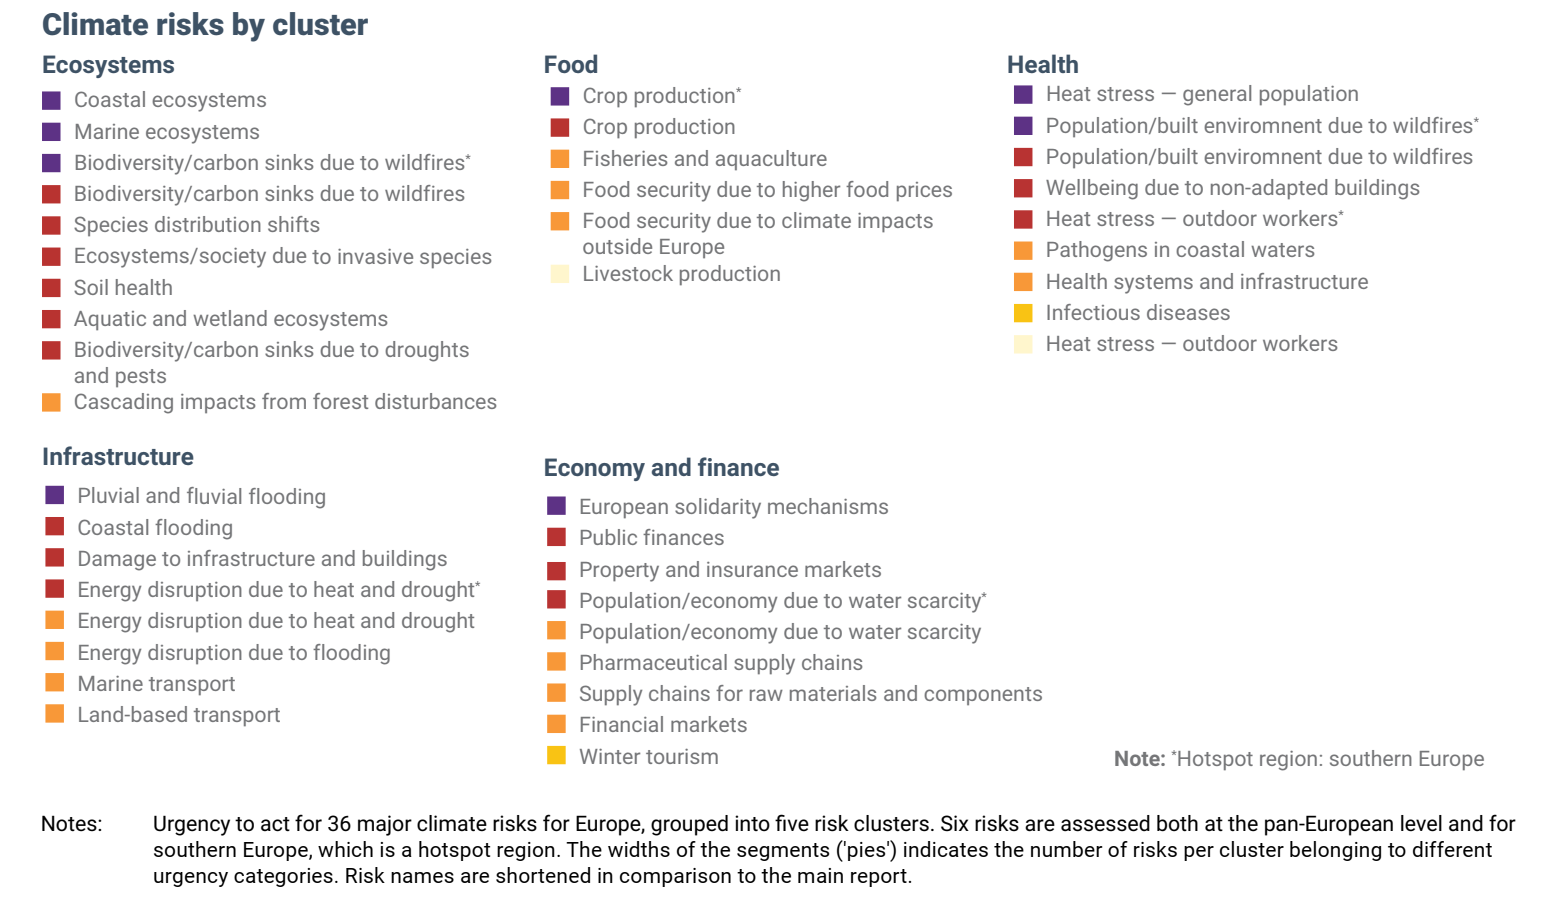 Climate risks by cluster
Ecosystems
Coastal ecosystems
Marine ecosystems
Biodiversity/carbon sinks due to wildfires*
Biodiversity/carbon sinks due to wildfires
Species distribution shifts
Ecosystems/society due to invasive species
Soil health
Aquatic and wetland ecosystems
Biodiversity/carbon sinks due to droughts
and pests
Cascading impacts from forest disturbances
Food
Crop production*
Crop production
Fisheries and aquaculture
Food security due to higher food prices
Food security due to climate impacts
outside Europe
Livestock production
Health
Heat stress — general population
Population/built enviromnent due to wildfires*
Population/built enviromnent due to wildfires
Wellbeing due to non-adapted buildings
Heat stress — outdoor workers*
Pathogens in coastal waters
Health systems and infrastructure
Infectious diseases
Heat stress — outdoor workers
Infrastructure
Pluvial and fluvial flooding
Coastal flooding
Damage to infrastructure and buildings
Energy disruption due to heat and drought*
Energy disruption due to heat and drought
Energy disruption due to flooding
Marine transport
Land-based transport
Economy and finance
European solidarity mechanisms
Public finances
Property and insurance markets
Population/economy due to water scarcity*
Population/economy due to water scarcity
Pharmaceutical supply chains
Supply chains for raw materials and components
Financial markets
Winter tourism
Note: *Hotspot region: southern Europe
Notes: Urgency to act for 36 major climate risks for Europe, grouped into five risk clusters. Six risks are assessed both at the pan-European level and for
southern Europe, which is a hotspot region. The widths of the segments ('pies') indicates the number of risks per cluster belonging to different
urgency categories. Risk names are shortened in comparison to the main report.